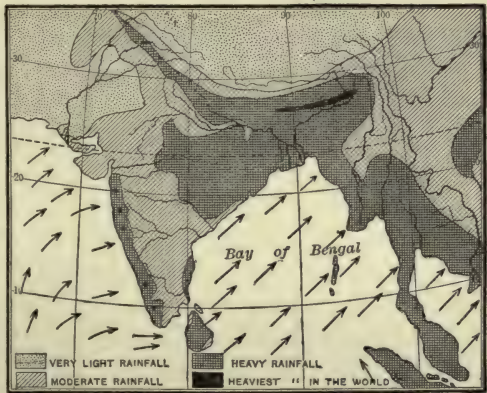 70 80 90 100
30
20
Bay of Bengal
10
VERY LIGHT RAINFALL
MODERATE RAINFALL
HEAVY RAINFALL
HEAVIEST " IN THE WORLD